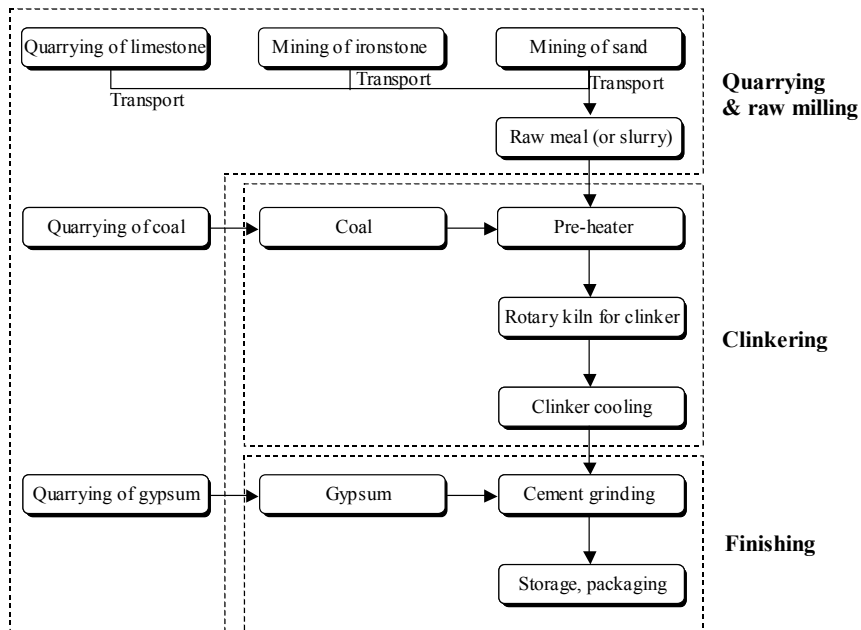 Quarrying of limestone
Mining of ironstone
Mining of sand
Transport
Transport
Transport
Quarrying
& raw milling
Raw meal (or slurry)
Quarrying of coal
Coal
Pre-heater
Rotary kiln for clinker
Clinkering
Clinker cooling
Quarrying of gypsum
Gypsum
Cement grinding
Finishing
Storage, packaging